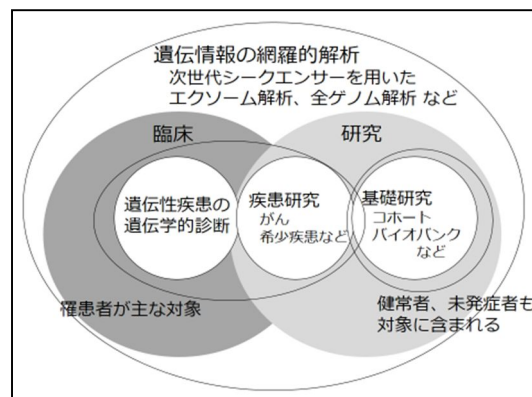 遺伝情報の網羅的解析
次世代シークエンサーを用いた
エクソーム解析、全ゲノム解析 など
臨床
研究
遺伝性疾患の
遺伝学的診断
疾患研究
がん
希少疾患など
基礎研究
コホート
バイオバンク
など
罹患者が主な対象
健常者、未発症者も
対象に含まれる